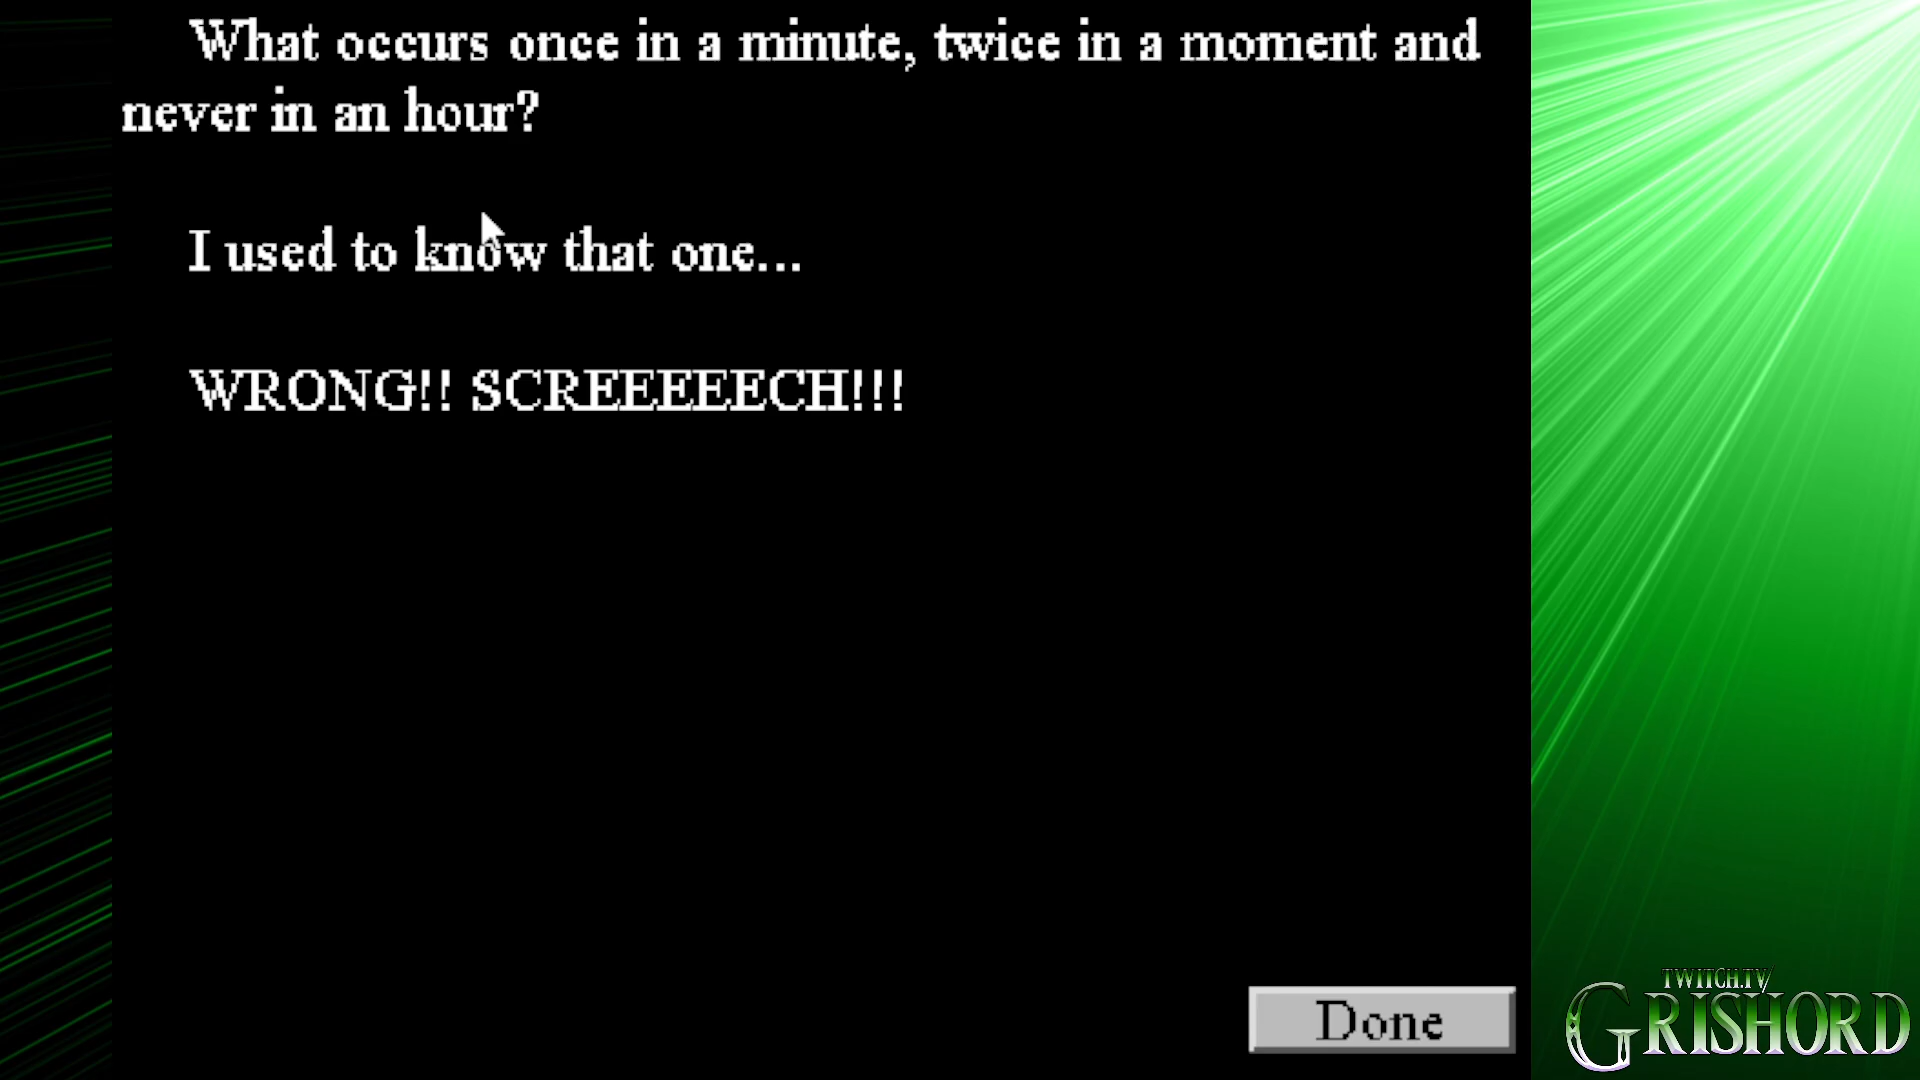 What occurs once in a minute, twice in a moment and
never in an hour?
I used to know that one...
WRONG!! SCREEEEECH!!!
Done
TWITCH.TV/
GRISHORD